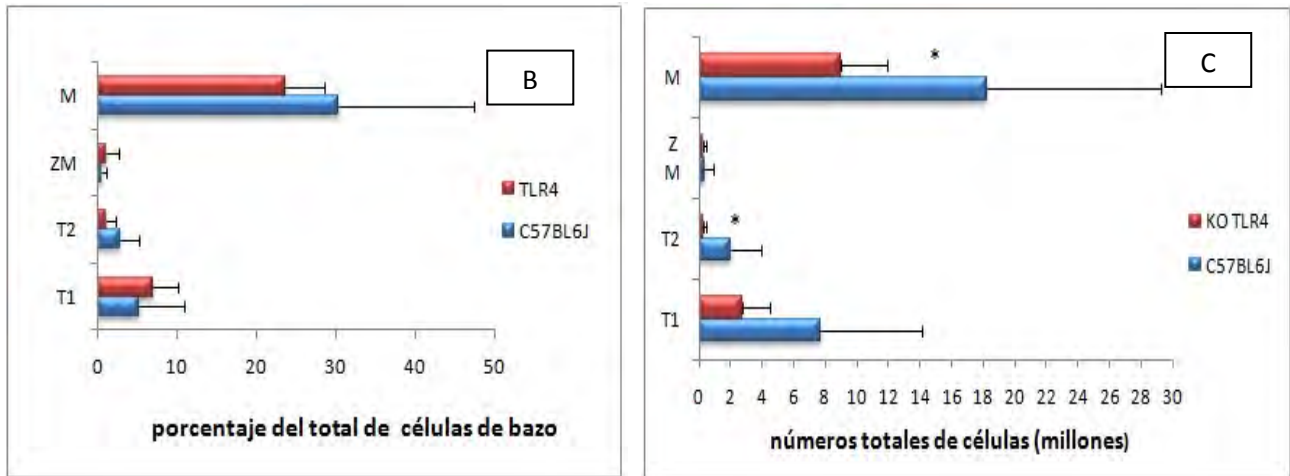 B
M
ZM
T2
T1
TLR4
C57BL6J
0 10 20 30 40 50
porcentaje del total de células de bazo
C
M
*
Z
M
T2
*
T1
KO TLR4
C57BL6J
0 2 4 6 8 10 12 14 16 18 20 22 24 26 28 30
números totales de células (millones)